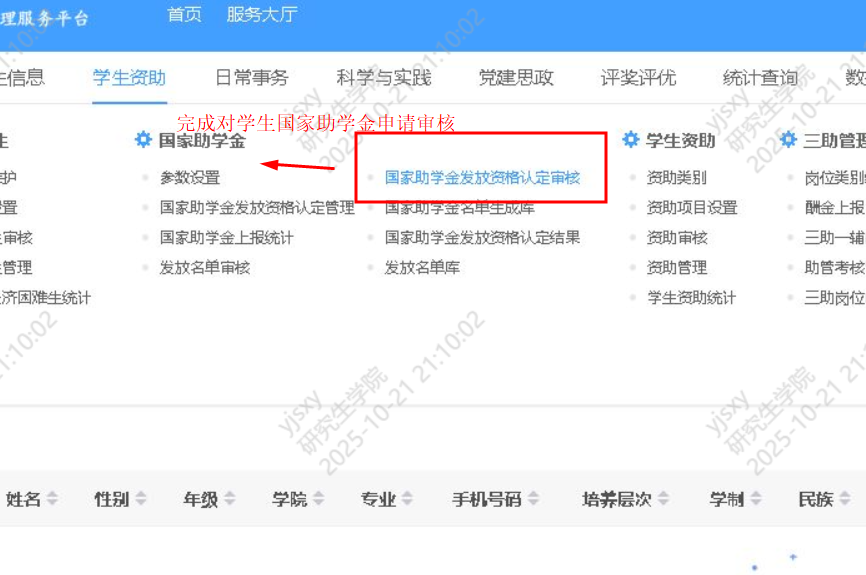 理服务平台 首页 服务大厅
生信息 学生资助 日常事务 科学与实践 党建思政 评奖评优 统计查询 数
完成对学生国家助学金申请审核
生 国家助学金 学生资助 三助管理
维护 参数设置 国家助学金发放资格认定审核 资助类别 岗位类别
设置 国家助学金发放资格认定管理 国家助学金名单生成库 资助项目设置 酬金上报
生审核 国家助学金上报统计 国家助学金发放资格认定结果 资助审核 三助一辅
生管理 发放名单审核 发放名单库 资助管理 助管考核
经济困难生统计 学生资助统计 三助岗位
姓名 性别 年级 学院 专业 手机号码 培养层次 学制 民族
yjsxy
研究生学院
2025-10-21 21:10:02
yjsxy
研究生学院
2025-10-21 21:10:02